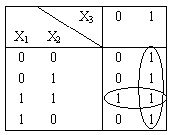 X₃ 0 1
X₁ X₂
0 0 0 1
0 1 0 1
1 1 1 1
1 0 0 1